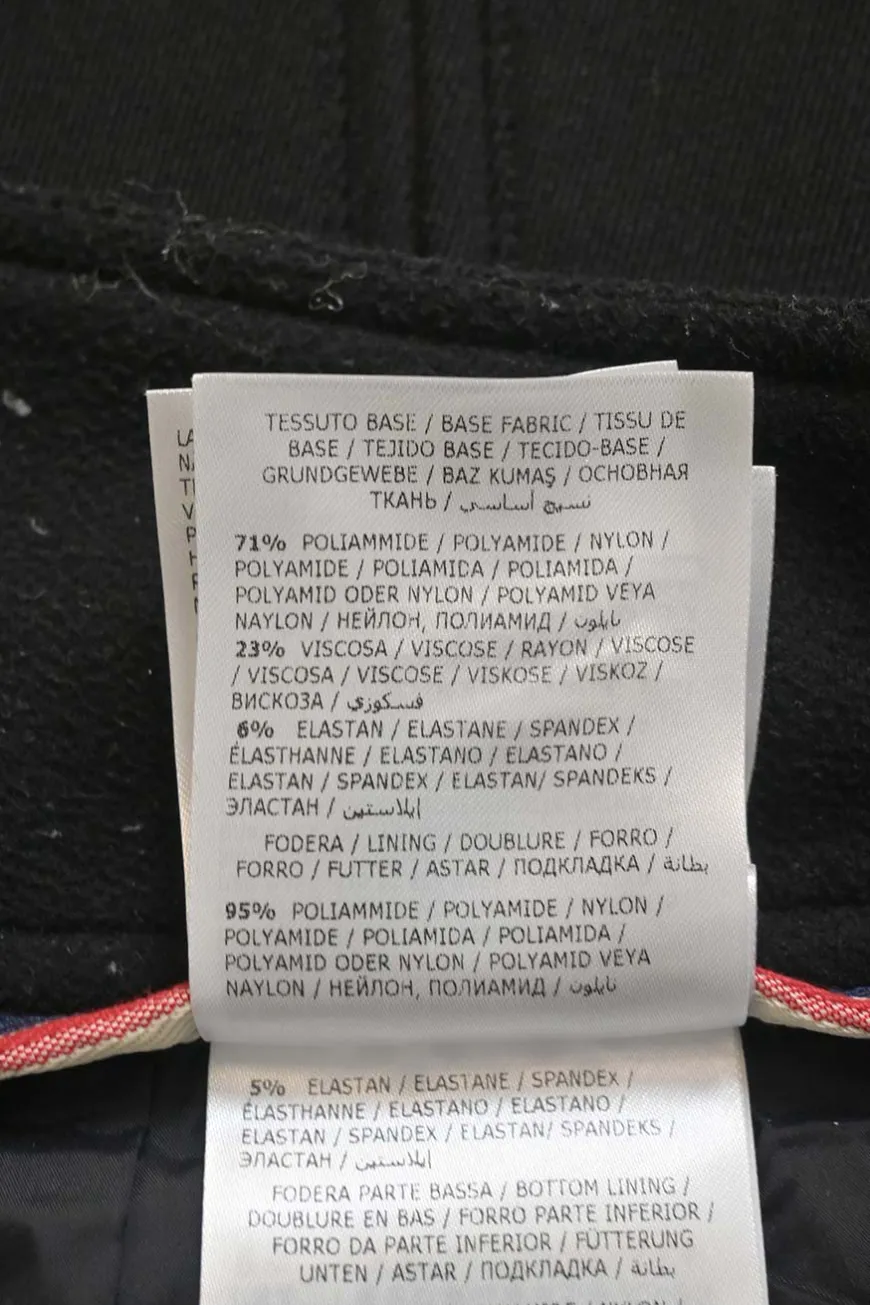 TESSUTO BASE / BASE FABRIC / TISSU DE
BASE / TEJIDO BASE / TECIDO-BASE /
GRUNDGEWEBE / BAZ KUMAŞ / ОСНОВНАЯ
ТКАНЬ / نسيج أساسي
71% POLIAMMIDE / POLYAMIDE / NYLON /
POLYAMIDE / POLIAMIDA / POLIAMIDA /
POLYAMID ODER NYLON / POLYAMID VEYA
NAYLON / НЕЙЛОН, ПОЛИАМИД / نايلون
23% VISCOSA / VISCOSE / RAYON / VISCOSE
/ VISCOSA / VISCOSE / VISKOSE / VISKOZ /
ВИСКОЗА / فسكوزي
6% ELASTAN / ELASTANE / SPANDEX /
ÉLASTHANNE / ELASTANO / ELASTANO /
ELASTAN / SPANDEX / ELASTAN/ SPANDEKS /
ЭЛАСТАН / إيلاستين
FODERA / LINING / DOUBLURE / FORRO /
FORRO / FUTTER / ASTAR / ПОДКЛАДКА / بطانة
95% POLIAMMIDE / POLYAMIDE / NYLON /
POLYAMIDE / POLIAMIDA / POLIAMIDA /
POLYAMID ODER NYLON / POLYAMID VEYA
NAYLON / НЕЙЛОН, ПОЛИАМИД / نايلون
5% ELASTAN / ELASTANE / SPANDEX /
ÉLASTHANNE / ELASTANO / ELASTANO /
ELASTAN / SPANDEX / ELASTAN/ SPANDEKS /
ЭЛАСТАН / إيلاستين
FODERA PARTE BASSA / BOTTOM LINING /
DOUBLURE EN BAS / FORRO PARTE INFERIOR /
FORRO DA PARTE INFERIOR / FÜTTERUNG
UNTEN / ASTAR / ПОДКЛАДКА / بطانة